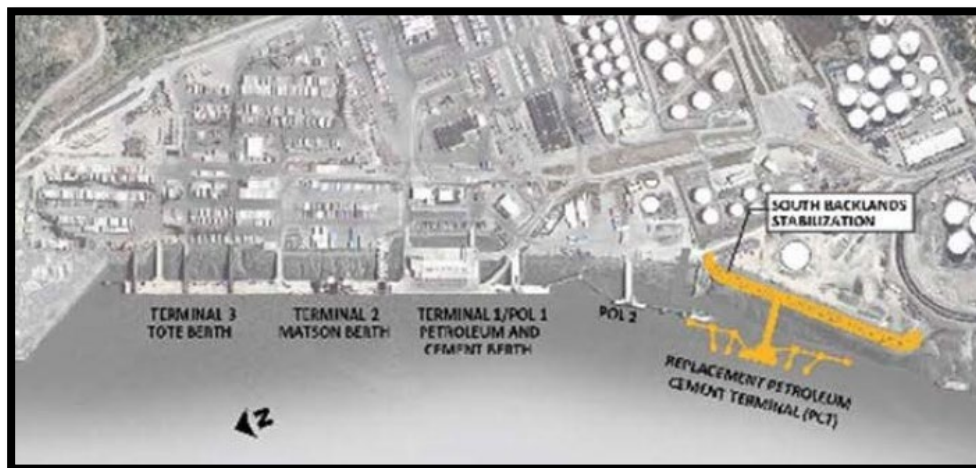 SOUTH BACKLANDS
STABILIZATION
TERMINAL 3
TOTE BERTH
TERMINAL 2
MATSON BERTH
TERMINAL 1/POL 1
PETROLEUM AND
CEMENT BERTH
POL 2
REPLACEMENT PETROLEUM
CEMENT TERMINAL (PCT)
N